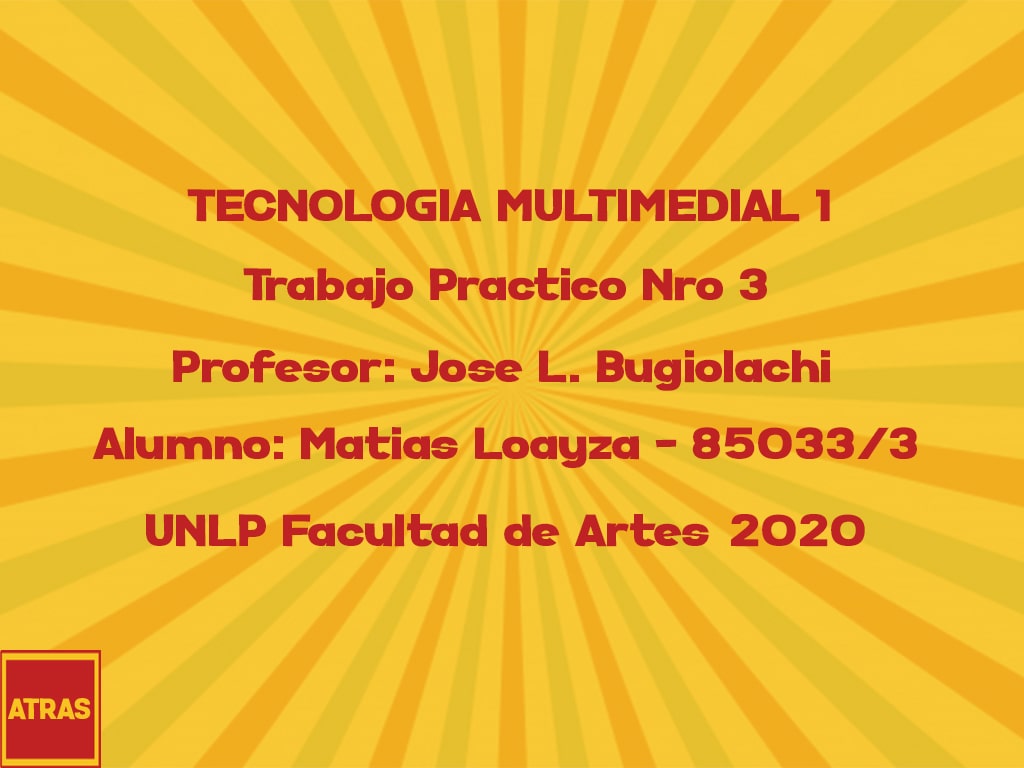 TECNOLOGIA MULTIMEDIAL 1
Trabajo Practico Nro 3
Profesor: Jose L. Bugiolachi
Alumno: Matias Loayza - 85033/3
UNLP Facultad de Artes 2020
ATRAS